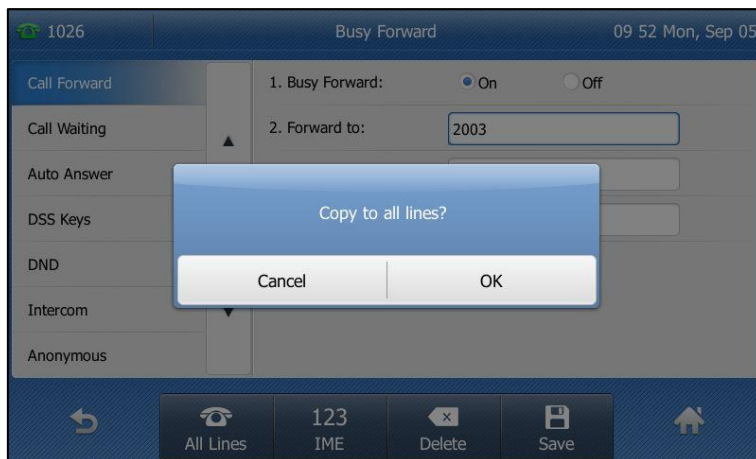 1026
Busy Forward
09 52 Mon, Sep 05
Call Forward
1. Busy Forward:
On
Off
Call Waiting
2. Forward to:
2003
Auto Answer
DSS Keys
Copy to all lines?
DND
Cancel
OK
Intercom
Anonymous
All Lines
123
IME
Delete
Save